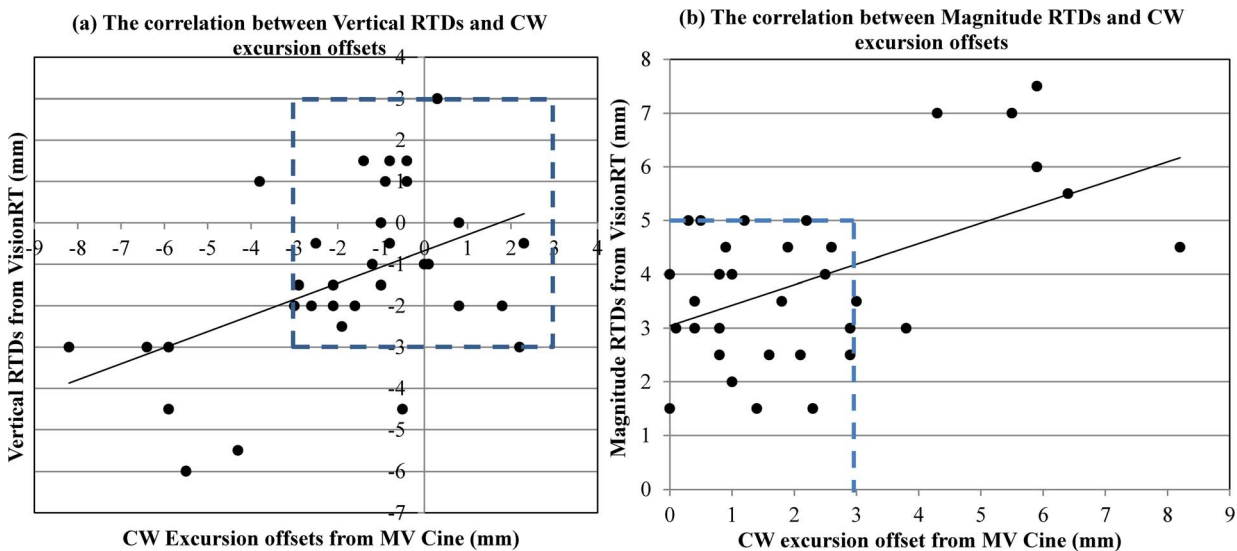 (a) The correlation between Vertical RTDs and CW
excursion offsets
4
3
2
1
0
-9 -8 -7 -6 -5 -4 -3 -2 -1 0 1 2 3 4
-1
-2
-3
-4
-5
-6
-7
Vertical RTDs from VisionRT (mm)
CW Excursion offsets from MV Cine (mm)
(b) The correlation between Magnitude RTDs and CW
excursion offsets
8
7
6
5
4
3
2
1
0
0 1 2 3 4 5 6 7 8 9
Magnitude RTDs from VisionRT (mm)
CW excursion offset from MV Cine (mm)